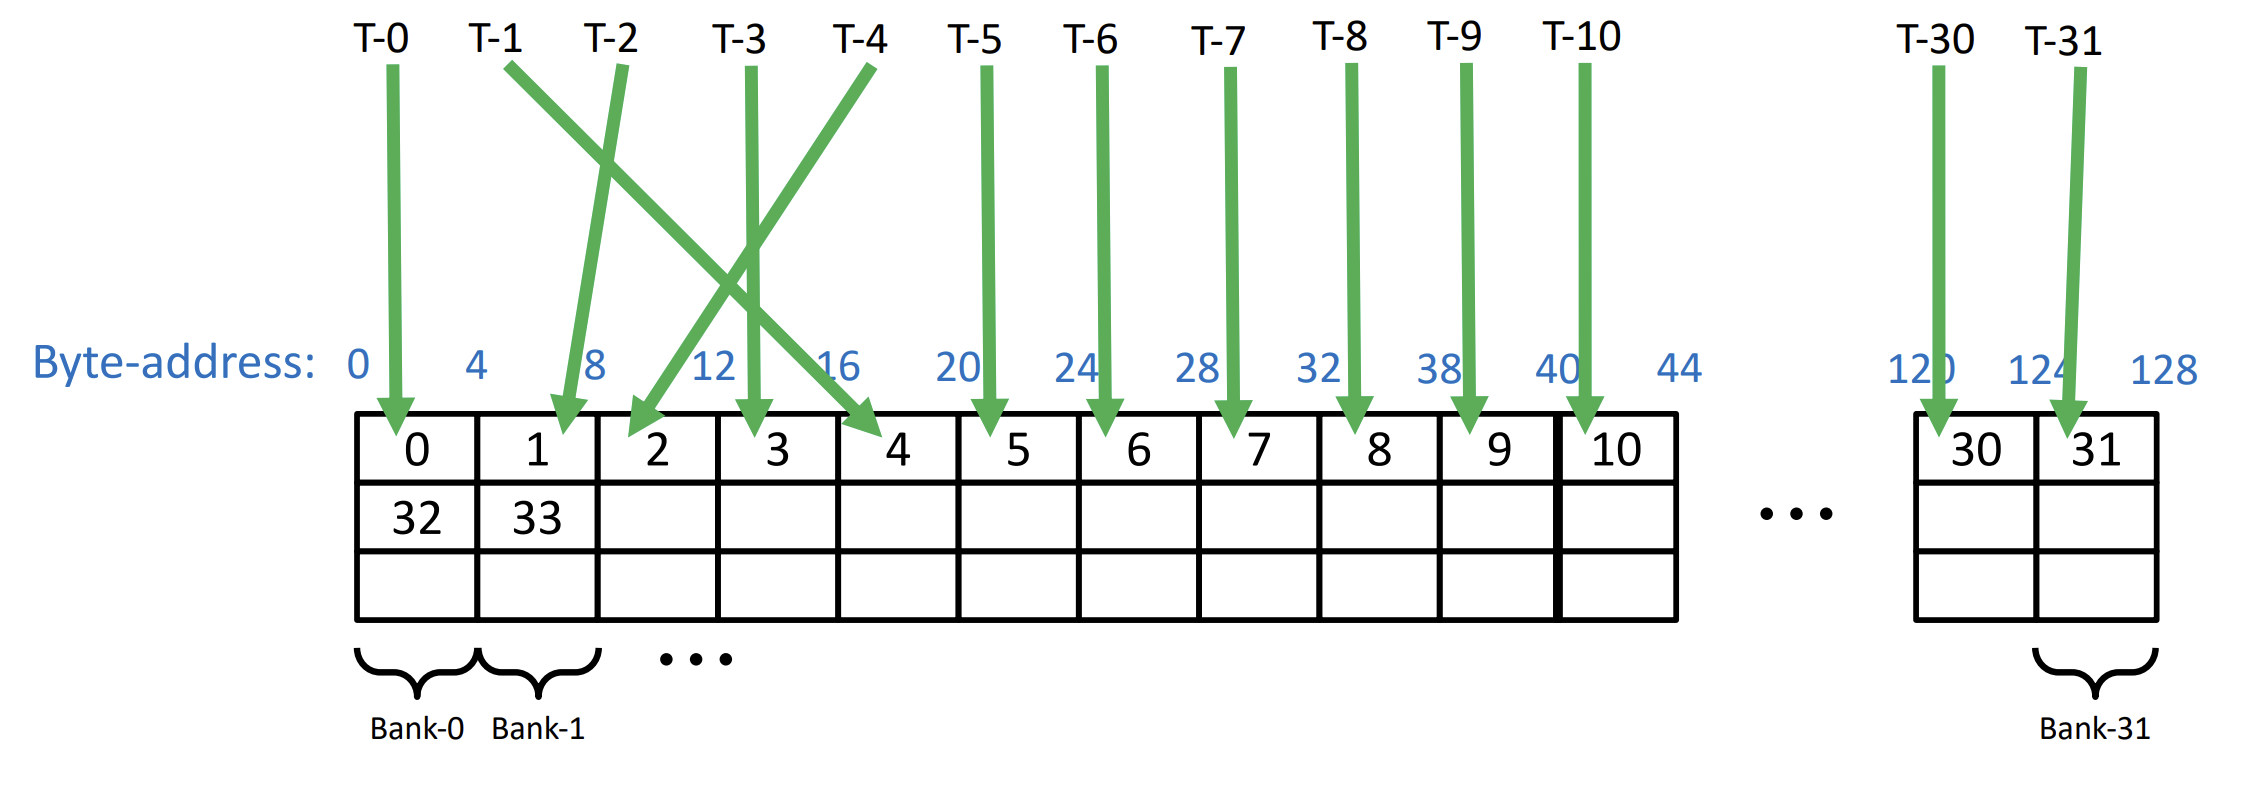 T-0 T-1 T-2 T-3 T-4 T-5 T-6 T-7 T-8 T-9 T-10 T-30 T-31
Byte-address: 0 4 8 12 16 20 24 28 32 38 40 44 120 124 128
0 1 2 3 4 5 6 7 8 9 10 30 31
32 33 ...
...
Bank-0 Bank-1 Bank-31